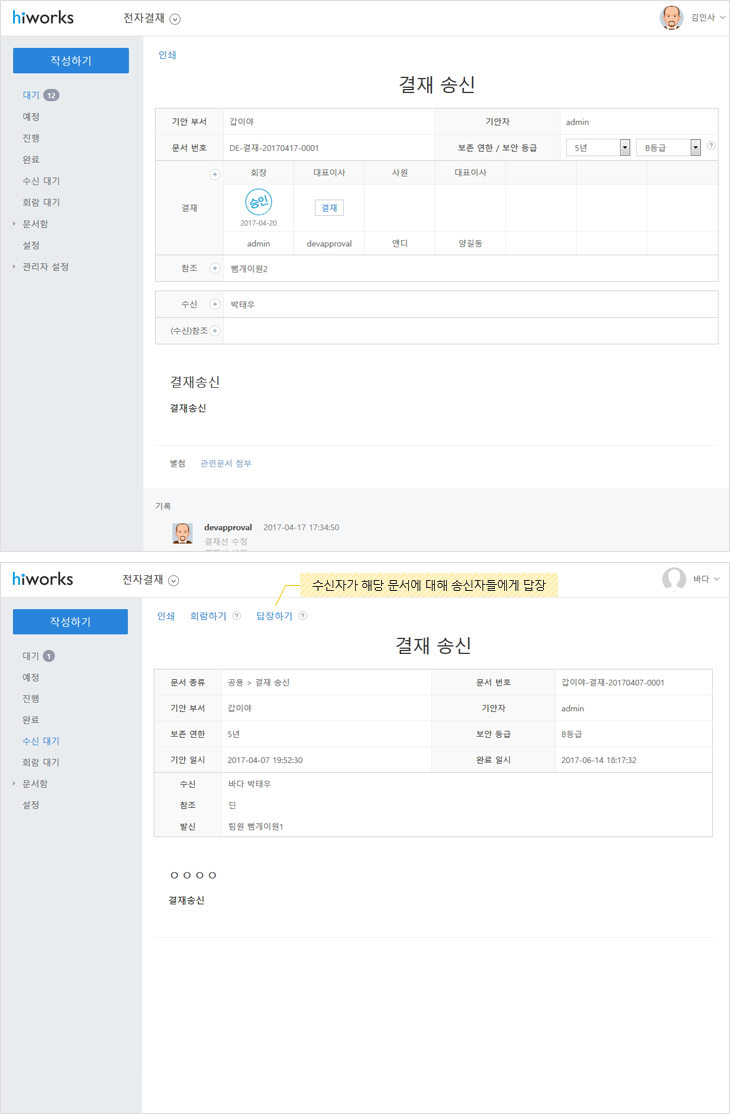 hiworks 전자결재 김인사
작성하기
인쇄
대기 12
예정
진행
완료
수신 대기
회람 대기
문서함
설정
관리자 설정
결재 송신
기안 부서 갑이야 기안자 admin
문서 번호 DE-결재-20170417-0001 보존 연한 / 보안 등급 5년 B등급 ?
회장 대표이사 사원 대표이사
결재 승인 결재
2017-04-20
admin devapproval 앤디 양길동
참조 + 뻥개이원2
수신 + 박태우
(수신)참조 +
결재송신
결재송신
별첨 관련문서 첨부
기록
devapproval 2017-04-17 17:34:50
결재선 수정
hiworks 전자결재 바다
수신자가 해당 문서에 대해 송신자들에게 답장
작성하기
인쇄 회람하기 ? 답장하기 ?
대기 1
예정
진행
완료
수신 대기
회람 대기
문서함
설정
결재 송신
문서 종류 공용 > 결재 송신 문서 번호 갑이야-결재-20170407-0001
기안 부서 갑이야 기안자 admin
보존 연한 5년 보안 등급 B등급
기안 일시 2017-04-07 19:52:30 완료 일시 2017-06-14 18:17:32
수신 바다 박태우
참조 딘
발신 팀원 뻥개이원1
ㅇㅇㅇㅇ
결재송신